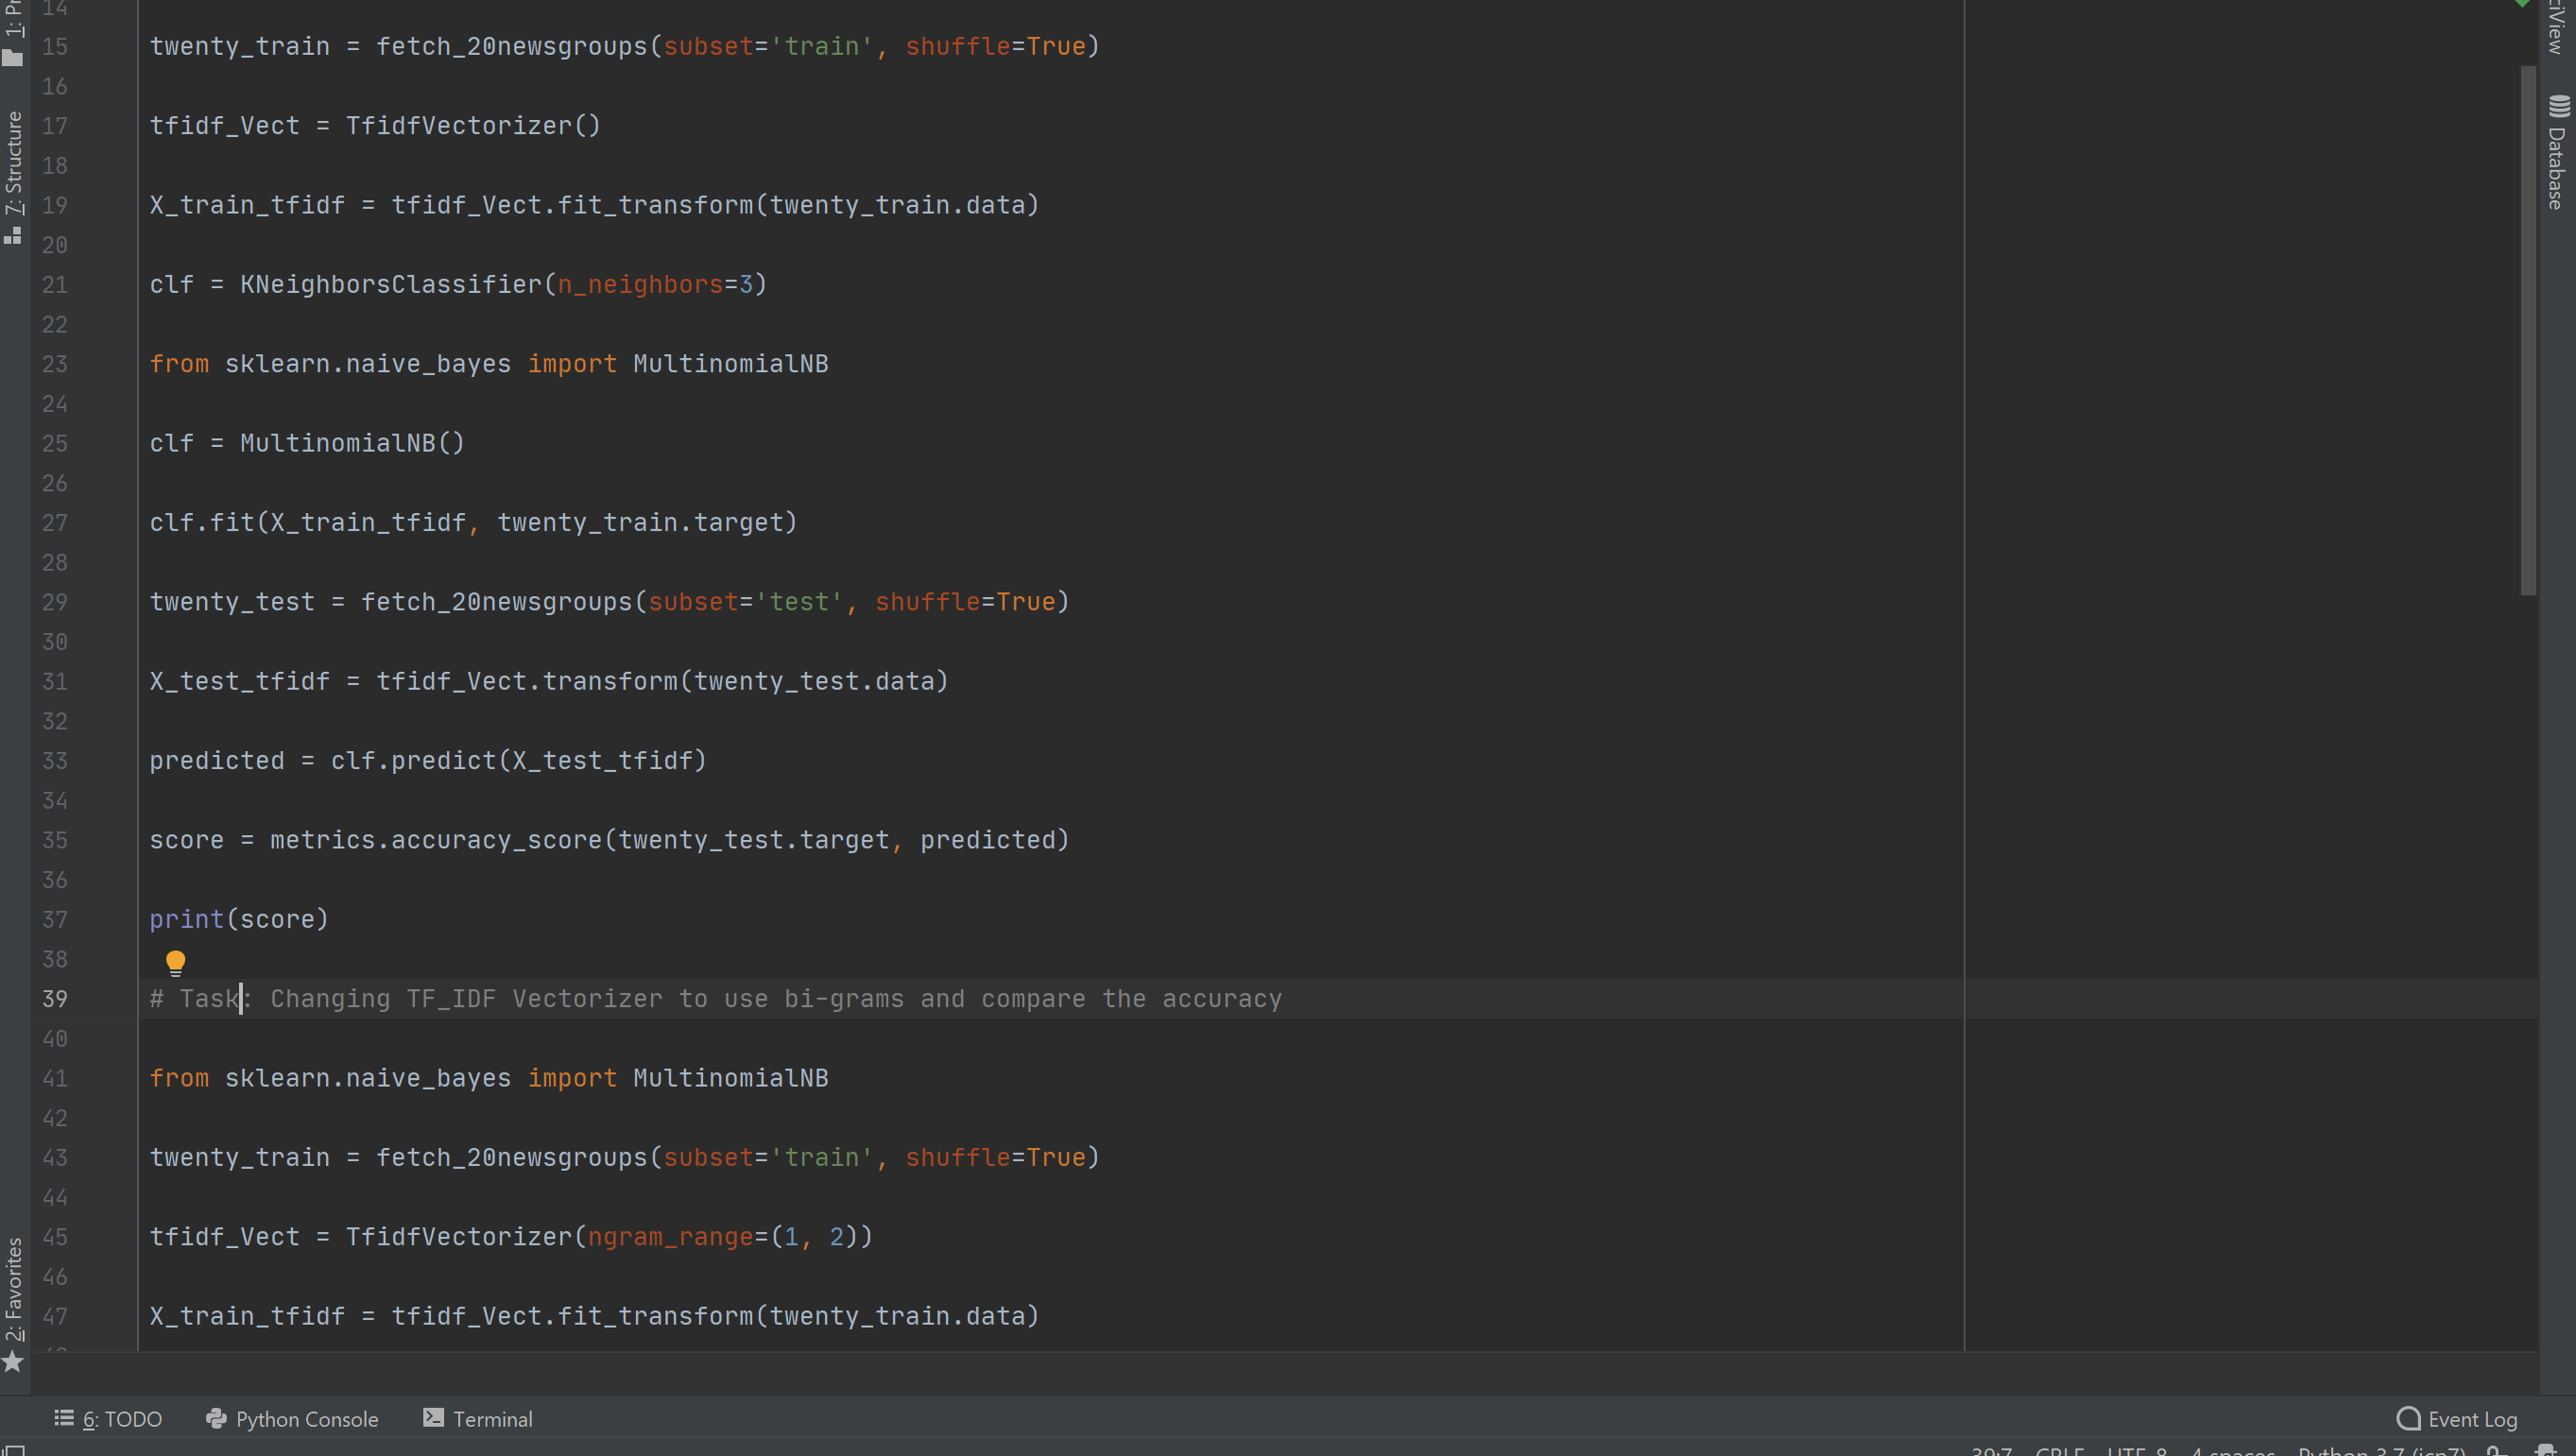 14
15 twenty_train = fetch_20newsgroups(subset='train', shuffle=True)
16
17 tfidf_Vect = TfidfVectorizer()
18
19 X_train_tfidf = tfidf_Vect.fit_transform(twenty_train.data)
20
21 clf = KNeighborsClassifier(n_neighbors=3)
22
23 from sklearn.naive_bayes import MultinomialNB
24
25 clf = MultinomialNB()
26
27 clf.fit(X_train_tfidf, twenty_train.target)
28
29 twenty_test = fetch_20newsgroups(subset='test', shuffle=True)
30
31 X_test_tfidf = tfidf_Vect.transform(twenty_test.data)
32
33 predicted = clf.predict(X_test_tfidf)
34
35 score = metrics.accuracy_score(twenty_test.target, predicted)
36
37 print(score)
38
39 # Task: Changing TF_IDF Vectorizer to use bi-grams and compare the accuracy
40
41 from sklearn.naive_bayes import MultinomialNB
42
43 twenty_train = fetch_20newsgroups(subset='train', shuffle=True)
44
45 tfidf_Vect = TfidfVectorizer(ngram_range=(1, 2))
46
47 X_train_tfidf = tfidf_Vect.fit_transform(twenty_train.data)
1: Pr
7: Structure
2: Favorites
ciView
Database
6: TODO Python Console Terminal Event Log
39:7 CRLF UTF-8 4 spaces Python 3.7 (icp7)